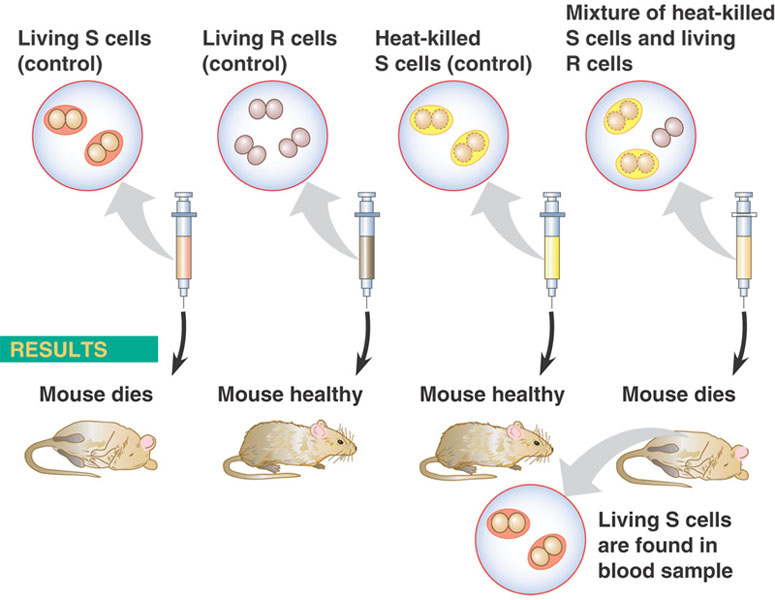 Living S cells
(control)
Living R cells
(control)
Heat-killed
S cells (control)
Mixture of heat-killed
S cells and living
R cells
RESULTS
Mouse dies
Mouse healthy
Mouse healthy
Mouse dies
Living S cells
are found in
blood sample